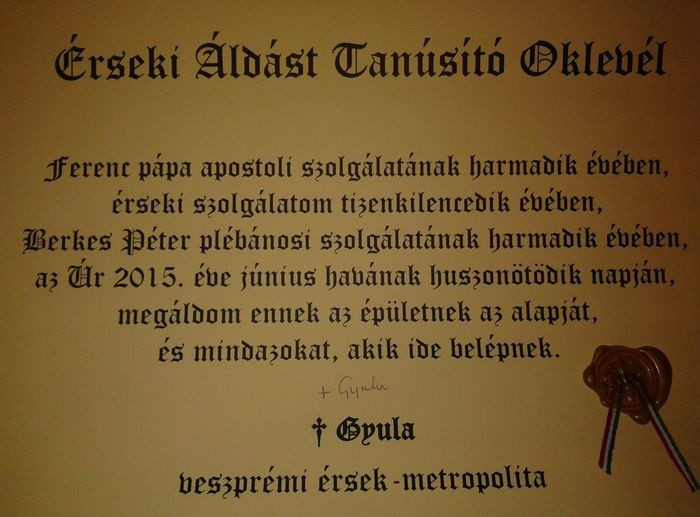 Érseki Áldást Tanúsító Oklevél
Ferenc pápa apostoli szolgálatának harmadik évében,
érseki szolgálatom tizenkilencedik évében,
Berkes Péter plébánosi szolgálatának harmadik évében,
az Úr 2015. éve június havának huszonötödik napján,
megáldom ennek az épületnek az alapját,
és mindazokat, akik ide belépnek.
+ Gyula
† Gyula
veszprémi érsek-metropolita